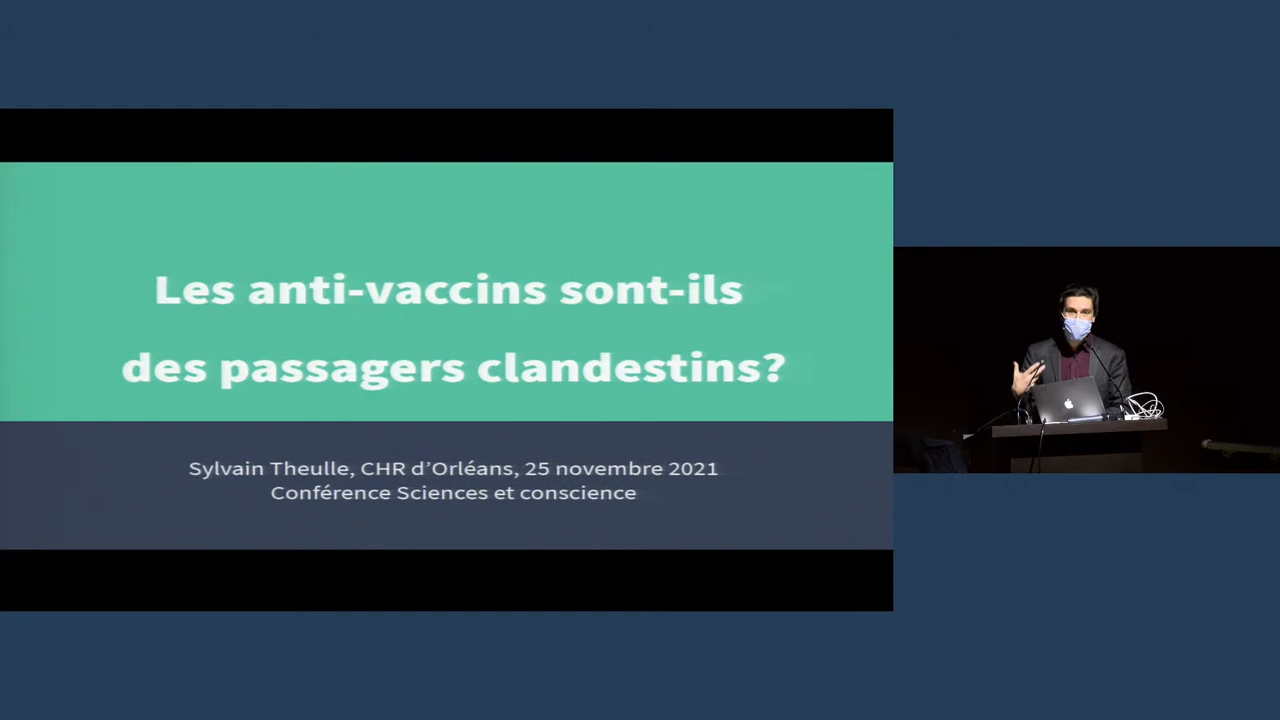 Les anti-vaccins sont-ils
des passagers clandestins?
Sylvain Theulle, CHR d’Orléans, 25 novembre 2021
Conférence Sciences et conscience